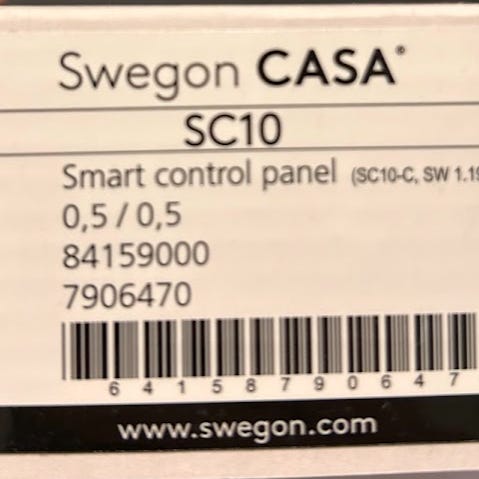 Swegon CASA®
SC10
Smart control panel (SC10-C, SW 1.19
0,5 / 0,5
84159000
7906470
6 4 1 5 8 7 9 0 6 4 7
www.swegon.com